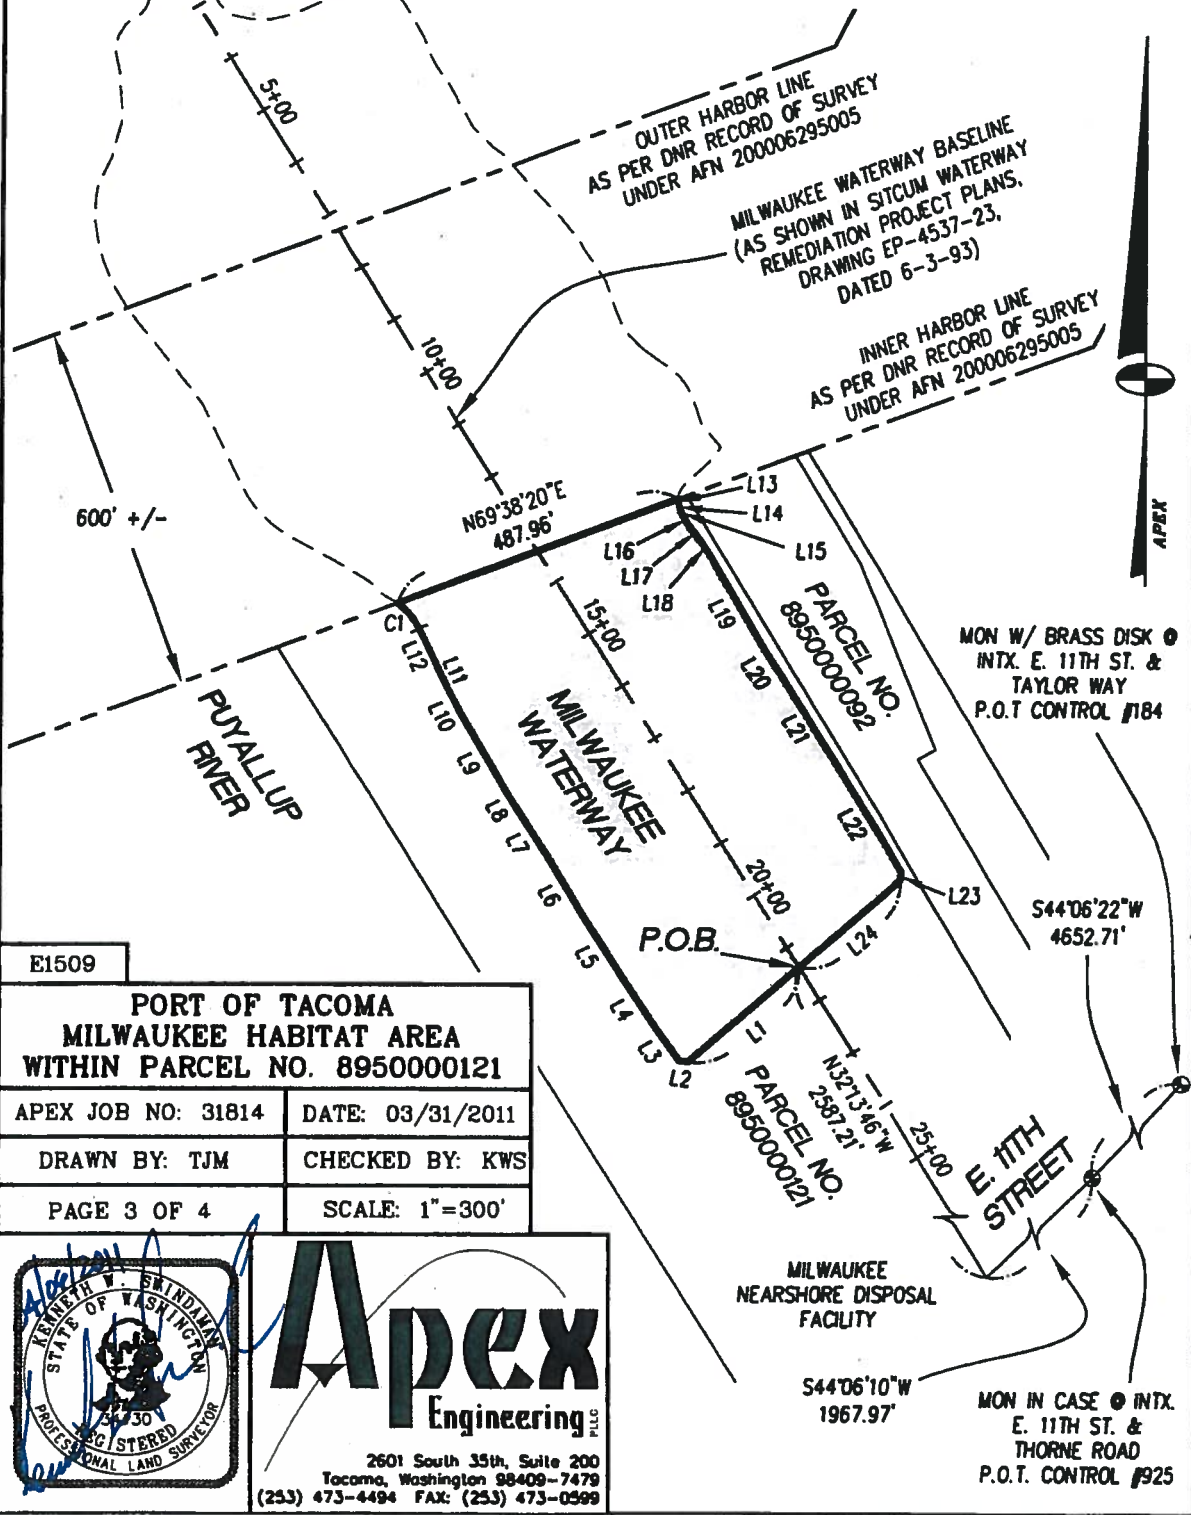 5+00
OUTER HARBOR LINE
AS PER DNR RECORD OF SURVEY
UNDER AFN 200006295005
MILWAUKEE WATERWAY BASELINE
(AS SHOWN IN SITCUM WATERWAY
REMEDIATION PROJECT PLANS,
DRAWING EP-4537-23,
DATED 6-3-93)
INNER HARBOR LINE
AS PER DNR RECORD OF SURVEY
UNDER AFN 200006295005
10+00
APEX
600' +/-
N69°38'20"E
487.96'
L13
L14
L15
L16
L17
L18
C1
L12
L11
L10
L9
L8
L7
L6
L5
L4
L3
L2
L1
L19
L20
L21
L22
L23
L24
15+00
PARCEL NO.
8950000092
MON W/ BRASS DISK @
INTX. E. 11TH ST. &
TAYLOR WAY
P.O.T CONTROL #184
PUYALLUP
RIVER
MILWAUKEE
WATERWAY
20+00
P.O.B.
S44°06'22"W
4652.71'
N32°13'46"W
2587.21'
25+00
PARCEL NO.
8950000121
E. 11TH
STREET
MILWAUKEE
NEARSHORE DISPOSAL
FACILITY
S44°06'10"W
1967.97'
MON IN CASE @ INTX.
E. 11TH ST. &
THORNE ROAD
P.O.T. CONTROL #925
E1509
PORT OF TACOMA
MILWAUKEE HABITAT AREA
WITHIN PARCEL NO. 8950000121
APEX JOB NO: 31814
DATE: 03/31/2011
DRAWN BY: TJM
CHECKED BY: KWS
PAGE 3 OF 4
SCALE: 1"=300'
KENNETH W. SWINDAMAN
STATE OF WASHINGTON
REGISTERED
PROFESSIONAL LAND SURVEYOR
Apex
Engineering PLLC
2601 South 35th, Suite 200
Tacoma, Washington 98409-7479
(253) 473-4494 FAX: (253) 473-0599